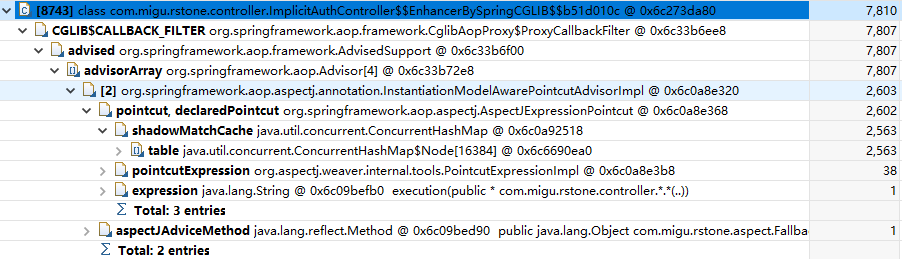 [8743] class com.migu.rstone.controller.ImplicitAuthController$$EnhancerBySpringCGLIB$$b51d010c @ 0x6c273da80 7,810
CGLIB$CALLBACK_FILTER org.springframework.aop.framework.CglibAopProxy$ProxyCallbackFilter @ 0x6c33b6ee8 7,807
advised org.springframework.aop.framework.AdvisedSupport @ 0x6c33b6f00 7,807
advisorArray org.springframework.aop.Advisor[4] @ 0x6c33b72e8 7,807
[2] org.springframework.aop.aspectj.annotation.InstantiationModelAwarePointcutAdvisorImpl @ 0x6c0a8e320 2,603
pointcut, declaredPointcut org.springframework.aop.aspectj.AspectJExpressionPointcut @ 0x6c0a8e368 2,602
shadowMatchCache java.util.concurrent.ConcurrentHashMap @ 0x6c0a92518 2,563
table java.util.concurrent.ConcurrentHashMap$Node[16384] @ 0x6c6690ea0 2,563
pointcutExpression org.aspectj.weaver.internal.tools.PointcutExpressionImpl @ 0x6c0a8e3b8 38
expression java.lang.String @ 0x6c09befb0 execution(public * com.migu.rstone.controller.*.*(..)) 1
Σ Total: 3 entries
aspectJAdviceMethod java.lang.reflect.Method @ 0x6c09bed90 public java.lang.Object com.migu.rstone.aspect.Fallba 1
Σ Total: 2 entries